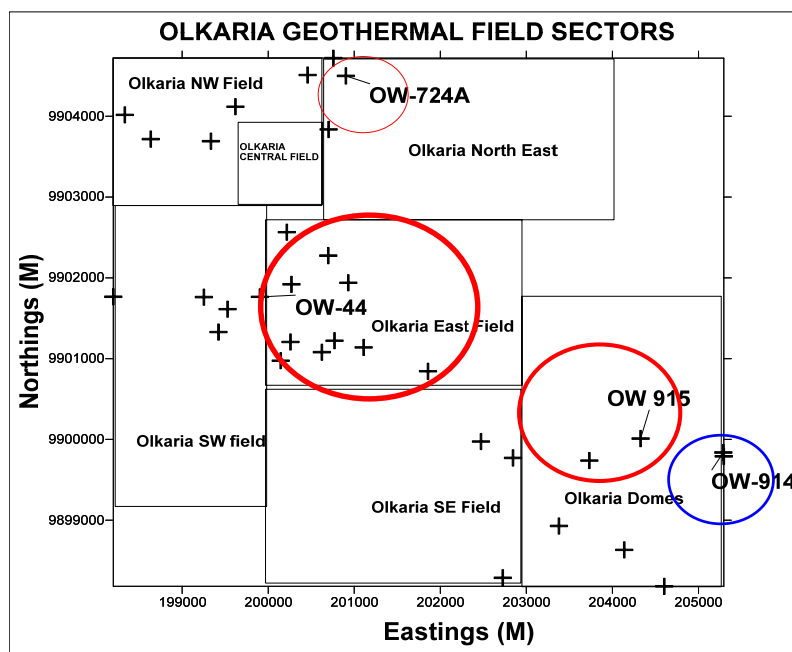 OLKARIA GEOTHERMAL FIELD SECTORS
Olkaria NW Field
OW-724A
9904000
OLKARIA
CENTRAL FIELD
Olkaria North East
9903000
9902000
OW-44
Olkaria East Field
9901000
OW 915
Olkaria SW field
9900000
OW-914
Olkaria Domes
Olkaria SE Field
9899000
Northings (M)
199000 200000 201000 202000 203000 204000 205000
Eastings (M)